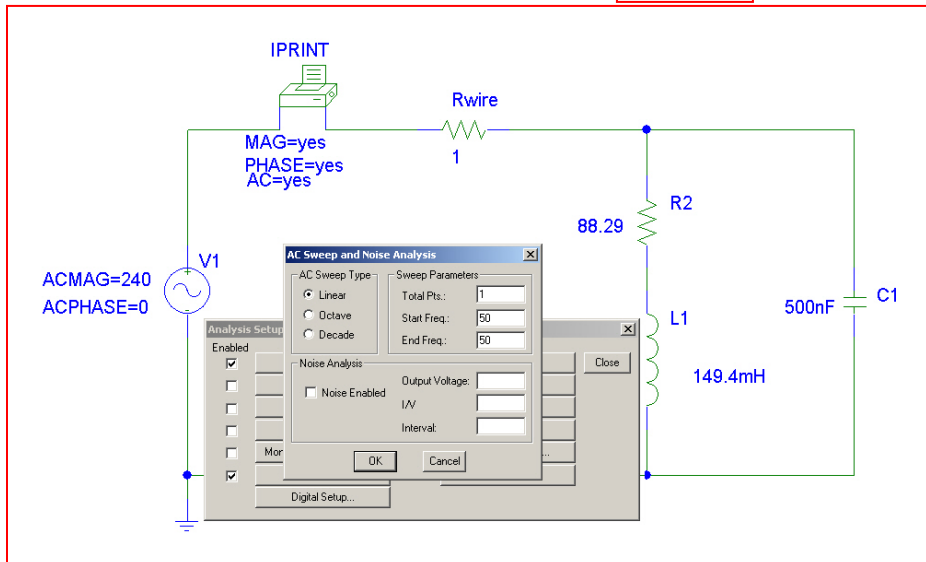 IPRINT
MAG=yes
PHASE=yes
AC=yes
Rwire
1
R2
88.29
V1
ACMAG=240
ACPHASE=0
L1
149.4mH
C1
500nF
Analysis Setup
Enabled
Close
Digital Setup...
AC Sweep and Noise Analysis
AC Sweep Type
Linear
Octave
Decade
Sweep Parameters
Total Pts.: 1
Start Freq.: 50
End Freq.: 50
Noise Analysis
Noise Enabled
Output Voltage:
I/V
Interval:
OK
Cancel